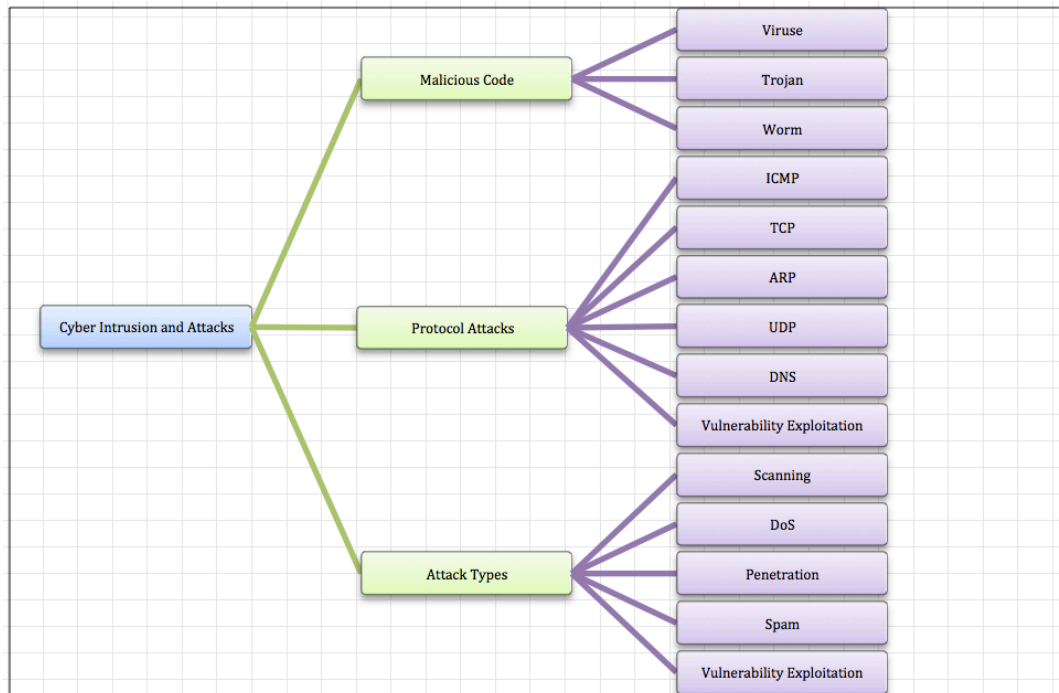 Viruse
Malicious Code
Trojan
Worm
ICMP
TCP
ARP
Cyber Intrusion and Attacks
Protocol Attacks
UDP
DNS
Vulnerability Exploitation
Scanning
DoS
Attack Types
Penetration
Spam
Vulnerability Exploitation